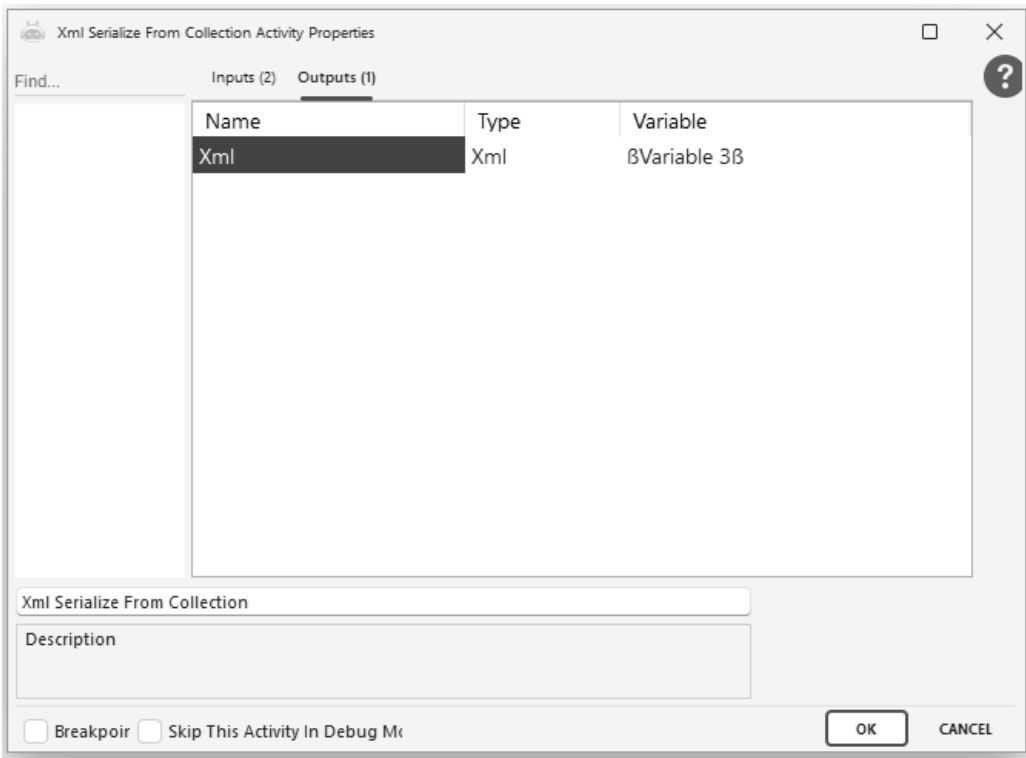 Xml Serialize From Collection Activity Properties
Find...
Inputs (2) Outputs (1)
?
Name Type Variable
Xml Xml ßVariable 3ß
Xml Serialize From Collection
Description
Breakpoir Skip This Activity In Debug Mo
OK CANCEL